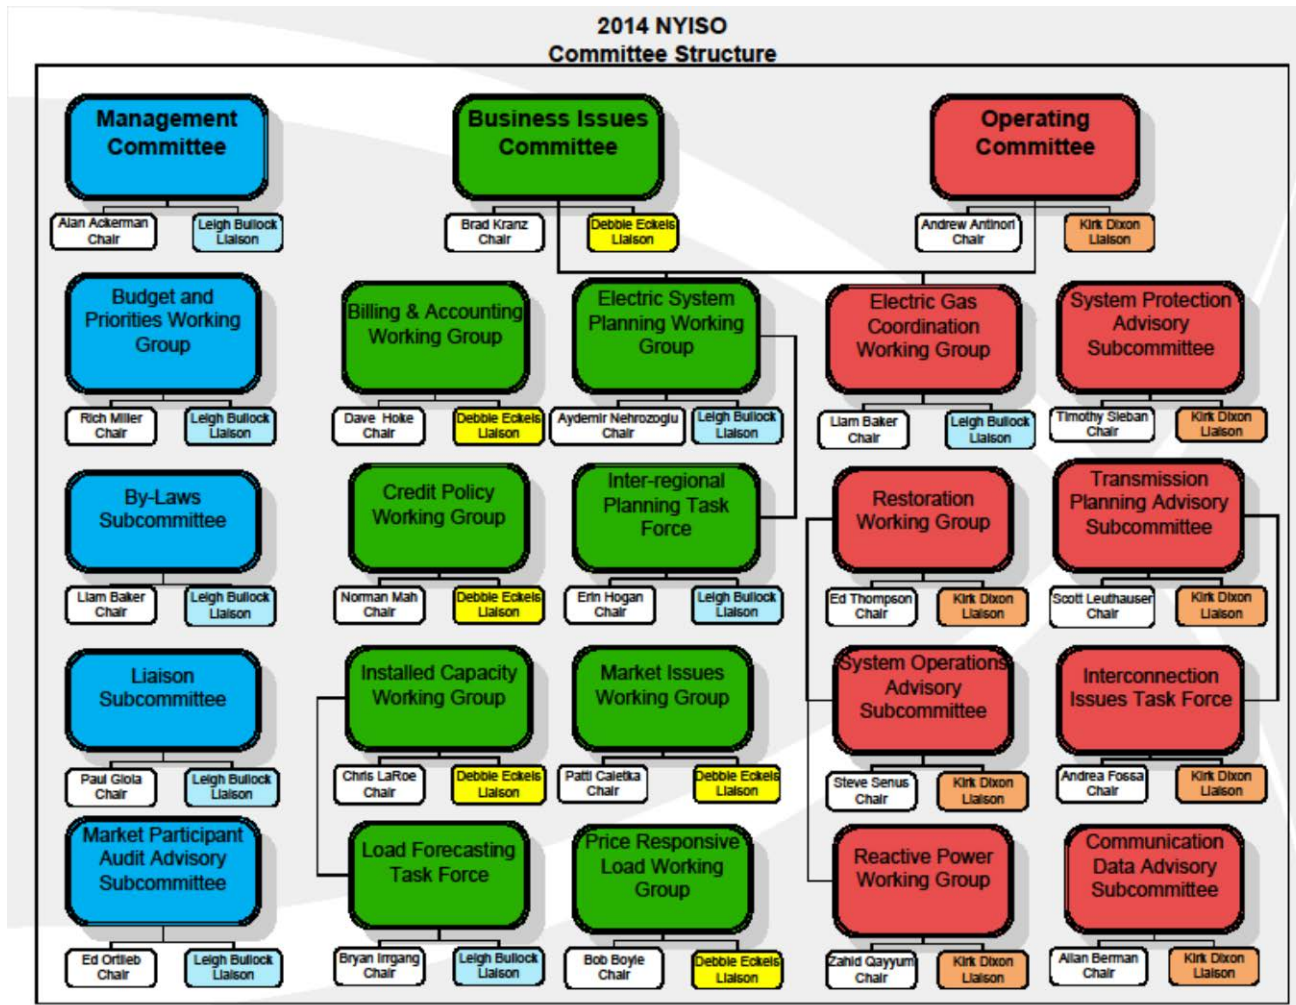 2014 NYISO
Committee Structure
Management
Committee
Alan Ackerman
Chair
Leigh Bullock
Liaison
Business Issues
Committee
Brad Kranz
Chair
Debbie Eckels
Liaison
Operating
Committee
Andrew Antinori
Chair
Kirk Dixon
Liaison
Budget and
Priorities Working
Group
Rich Miller
Chair
Leigh Bullock
Liaison
Billing & Accounting
Working Group
Dave Hoke
Chair
Debbie Eckels
Liaison
Electric System
Planning Working
Group
Aydemir Nehrozoglu
Chair
Leigh Bullock
Liaison
Electric Gas
Coordination
Working Group
Liam Baker
Chair
Leigh Bullock
Liaison
System Protection
Advisory
Subcommittee
Timothy Sieban
Chair
Kirk Dixon
Liaison
By-Laws
Subcommittee
Liam Baker
Chair
Leigh Bullock
Liaison
Credit Policy
Working Group
Norman Mah
Chair
Debbie Eckels
Liaison
Inter-regional
Planning Task
Force
Erin Hogan
Chair
Leigh Bullock
Liaison
Restoration
Working Group
Ed Thompson
Chair
Kirk Dixon
Liaison
Transmission
Planning Advisory
Subcommittee
Scott Leuthauser
Chair
Kirk Dixon
Liaison
Liaison
Subcommittee
Paul Gioia
Chair
Leigh Bullock
Liaison
Installed Capacity
Working Group
Chris LaRoe
Chair
Debbie Eckels
Liaison
Market Issues
Working Group
Patti Caletka
Chair
Debbie Eckels
Liaison
System Operations
Advisory
Subcommittee
Steve Senus
Chair
Kirk Dixon
Liaison
Interconnection
Issues Task Force
Andrea Fossa
Chair
Kirk Dixon
Liaison
Market Participant
Audit Advisory
Subcommittee
Ed Ortlieb
Chair
Leigh Bullock
Liaison
Load Forecasting
Task Force
Bryan Irrgang
Chair
Leigh Bullock
Liaison
Price Responsive
Load Working
Group
Bob Boyle
Chair
Debbie Eckels
Liaison
Reactive Power
Working Group
Zahid Qayyum
Chair
Kirk Dixon
Liaison
Communication
Data Advisory
Subcommittee
Allan Berman
Chair
Kirk Dixon
Liaison